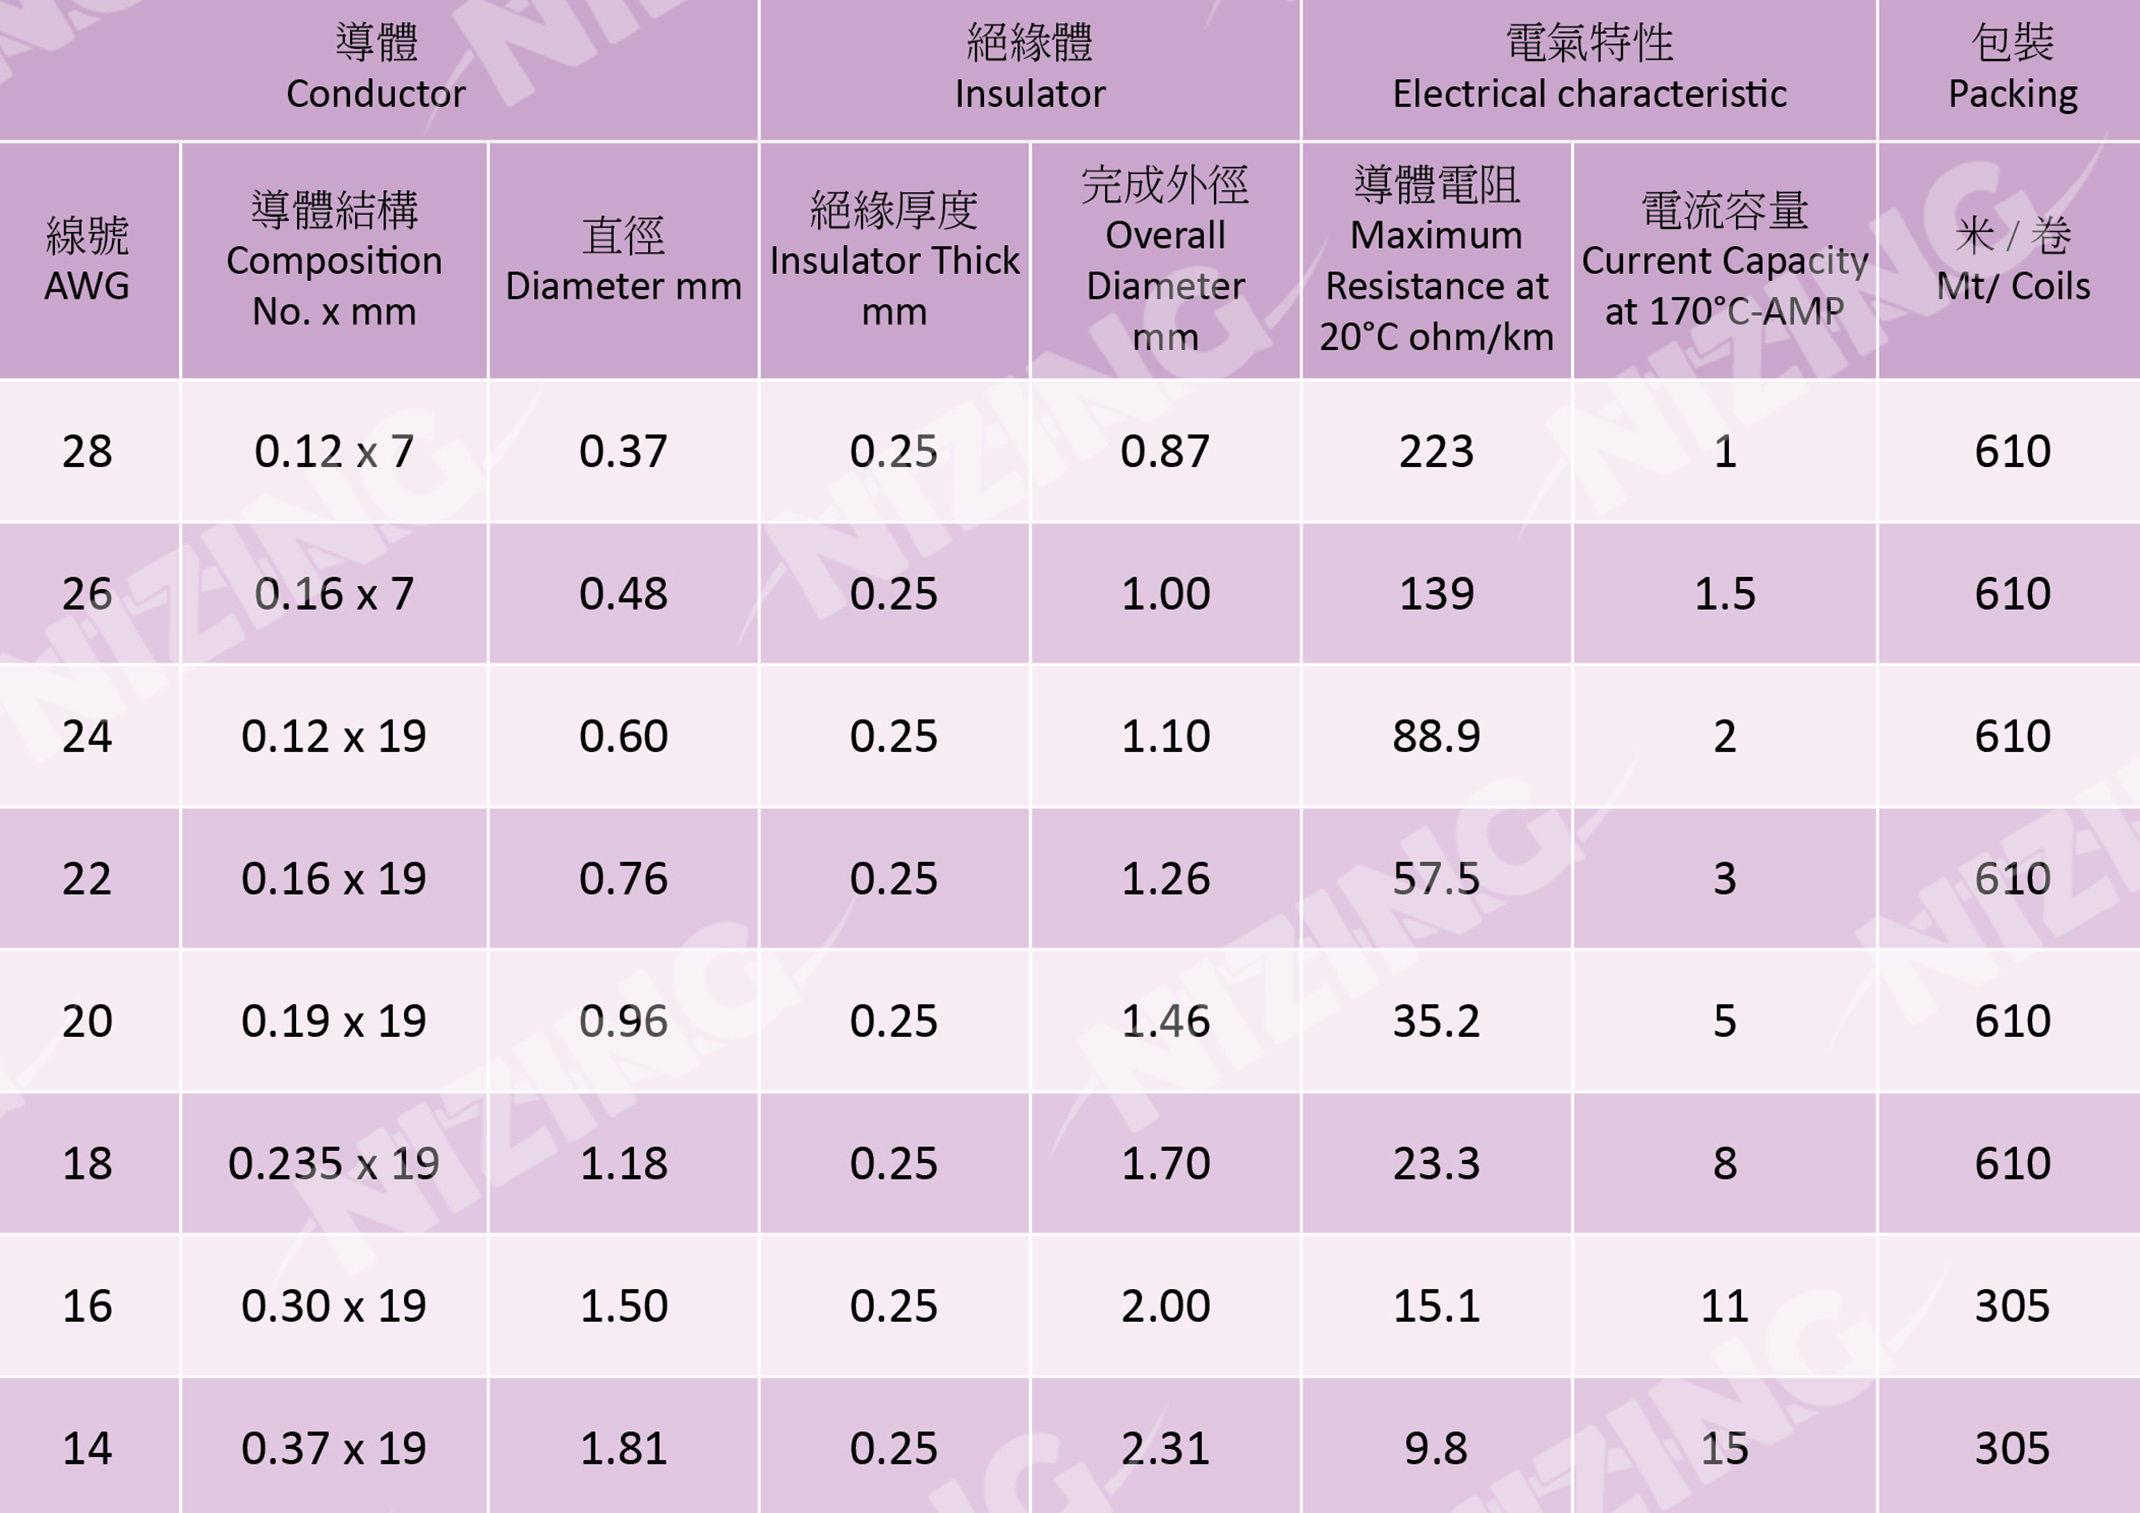 導體
Conductor
絕緣體
Insulator
電氣特性
Electrical characteristic
包裝
Packing
線號
AWG
導體結構
Composition
No. x mm
直徑
Diameter mm
絕緣厚度
Insulator Thick
mm
完成外徑
Overall
Diameter
mm
導體電阻
Maximum
Resistance at
20°C ohm/km
電流容量
Current Capacity
at 170°C-AMP
米 / 卷
Mt/ Coils
28 0.12 x 7 0.37 0.25 0.87 223 1 610
26 0.16 x 7 0.48 0.25 1.00 139 1.5 610
24 0.12 x 19 0.60 0.25 1.10 88.9 2 610
22 0.16 x 19 0.76 0.25 1.26 57.5 3 610
20 0.19 x 19 0.96 0.25 1.46 35.2 5 610
18 0.235 x 19 1.18 0.25 1.70 23.3 8 610
16 0.30 x 19 1.50 0.25 2.00 15.1 11 305
14 0.37 x 19 1.81 0.25 2.31 9.8 15 305
NIZING
NIZING
NIZING
NIZING
NIZING
NIZING
NIZING
NIZING